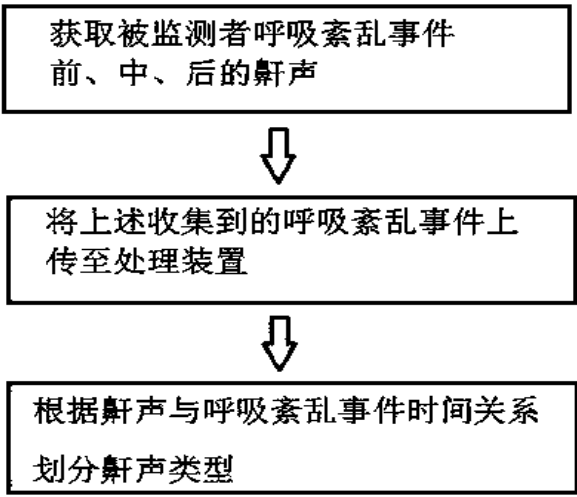 获取被监测者呼吸紊乱事件
前、中、后的鼾声
将上述收集到的呼吸紊乱事件上
传至处理装置
根据鼾声与呼吸紊乱事件时间关系
划分鼾声类型